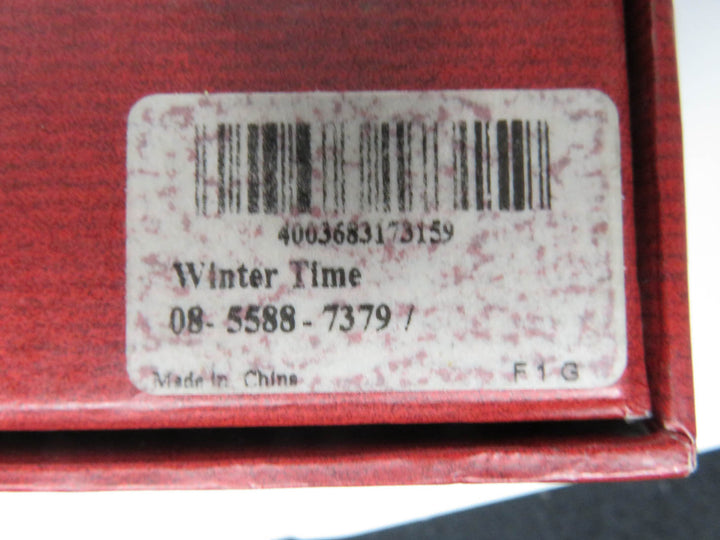 4003683173159
Winter Time
08- 5588 - 7379 /
Made in China
F 1 G